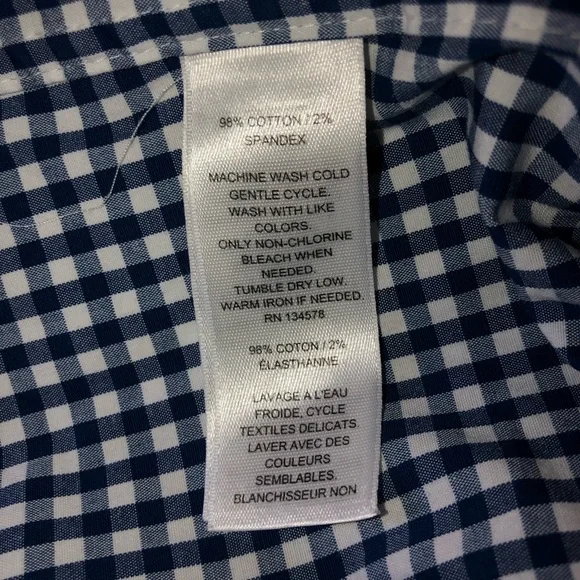 98% COTTON / 2%
SPANDEX
MACHINE WASH COLD
GENTLE CYCLE.
WASH WITH LIKE
COLORS.
ONLY NON-CHLORINE
BLEACH WHEN
NEEDED.
TUMBLE DRY LOW.
WARM IRON IF NEEDED.
RN 134578
98% COTON / 2%
ÉLASTHANNE
LAVAGE A L'EAU
FROIDE, CYCLE
TEXTILES DELICATS.
LAVER AVEC DES
COULEURS
SEMBLABLES.
BLANCHISSEUR NON